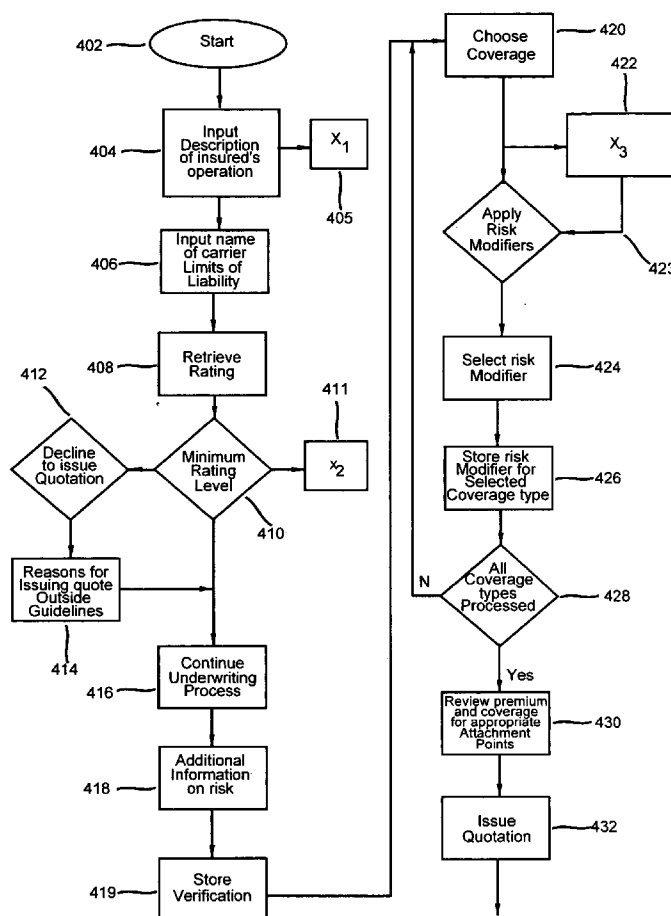 402
Start
404
Input
Description
of insured's
operation
X1
405
406
Input name
of carrier
Limits of
Liability
408
Retrieve
Rating
412
Decline
to issue
Quotation
Minimum
Rating
Level
410
411
x2
Reasons for
Issuing quote
Outside
Guidelines
414
416
Continue
Underwriting
Process
418
Additional
Information
on risk
419
Store
Verification
Choose
Coverage
420
422
X3
Apply
Risk
Modifiers
423
Select risk
Modifier
424
Store risk
Modifier for
Selected
Coverage type
426
N
All
Coverage
types
Processed
428
Yes
Review premium
and coverage
for appropriate
Attachment
Points
430
Issue
Quotation
432